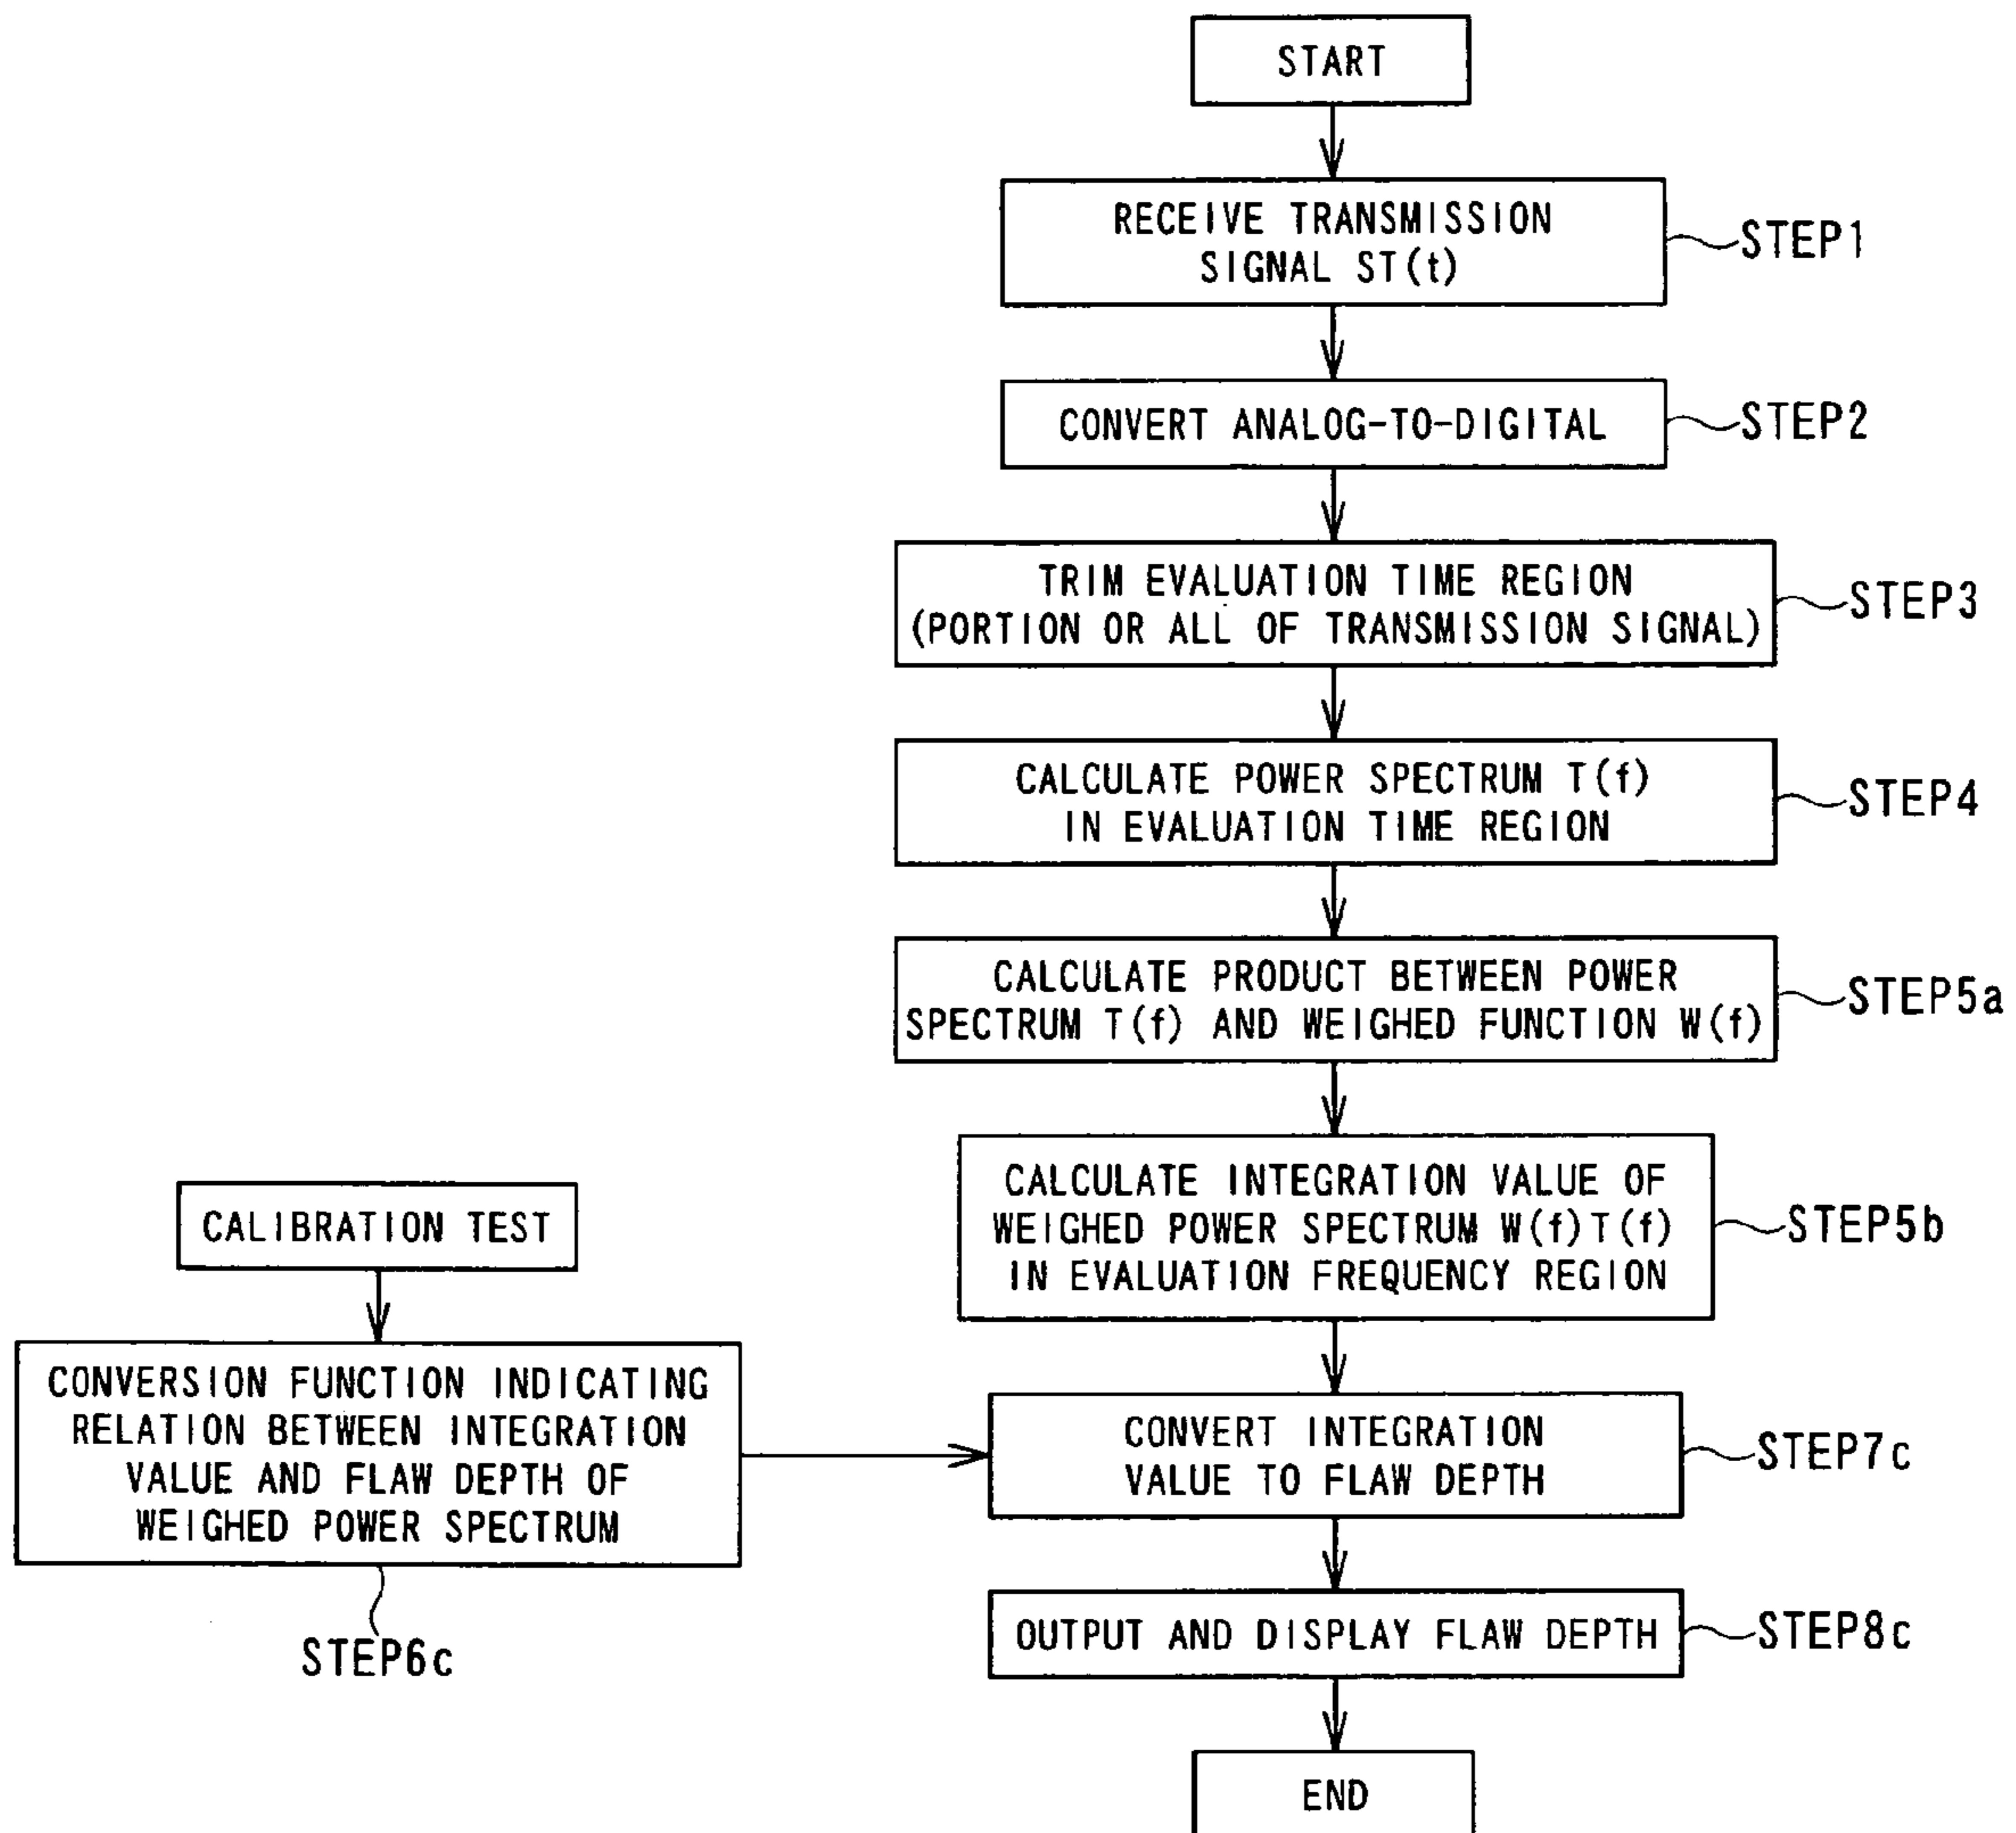 START
RECEIVE TRANSMISSION
SIGNAL ST(t)
STEP1
CONVERT ANALOG-TO-DIGITAL
STEP2
TRIM EVALUATION TIME REGION
(PORTION OR ALL OF TRANSMISSION SIGNAL)
STEP3
CALCULATE POWER SPECTRUM T(f)
IN EVALUATION TIME REGION
STEP4
CALCULATE PRODUCT BETWEEN POWER
SPECTRUM T(f) AND WEIGHED FUNCTION W(f)
STEP5a
CALCULATE INTEGRATION VALUE OF
WEIGHED POWER SPECTRUM W(f)T(f)
IN EVALUATION FREQUENCY REGION
STEP5b
CALIBRATION TEST
CONVERSION FUNCTION INDICATING
RELATION BETWEEN INTEGRATION
VALUE AND FLAW DEPTH OF
WEIGHED POWER SPECTRUM
STEP6c
CONVERT INTEGRATION
VALUE TO FLAW DEPTH
STEP7c
OUTPUT AND DISPLAY FLAW DEPTH
STEP8c
END